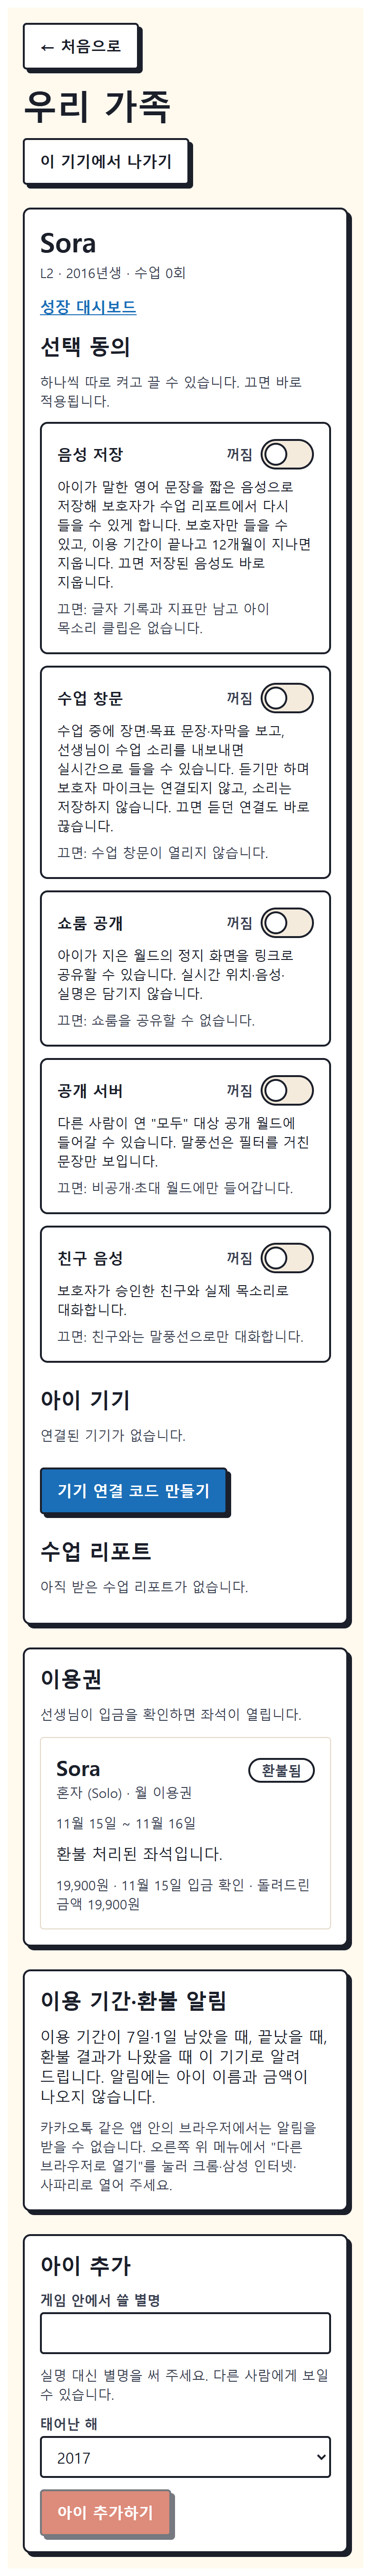 ← 처음으로
우리 가족
이 기기에서 나가기
Sora
L2 · 2016년생 · 수업 0회
성장 대시보드
선택 동의
하나씩 따로 켜고 끌 수 있습니다. 끄면 바로
적용됩니다.
음성 저장 꺼짐
아이가 말한 영어 문장을 짧은 음성으로
저장해 보호자가 수업 리포트에서 다시
들을 수 있게 합니다. 보호자만 들을 수
있고, 이용 기간이 끝나고 12개월이 지나면
지웁니다. 끄면 저장된 음성도 바로
지웁니다.
끄면: 글자 기록과 지표만 남고 아이
목소리 클립은 없습니다.
수업 창문 꺼짐
수업 중에 장면·목표 문장·자막을 보고,
선생님이 수업 소리를 내보내면
실시간으로 들을 수 있습니다. 듣기만 하며
보호자 마이크는 연결되지 않고, 소리는
저장하지 않습니다. 끄면 듣던 연결도 바로
끊습니다.
끄면: 수업 창문이 열리지 않습니다.
쇼룸 공개 꺼짐
아이가 지은 월드의 정지 화면을 링크로
공유할 수 있습니다. 실시간 위치·음성·
실명은 담기지 않습니다.
끄면: 쇼룸을 공유할 수 없습니다.
공개 서버 꺼짐
다른 사람이 연 "모두" 대상 공개 월드에
들어갈 수 있습니다. 말풍선은 필터를 거친
문장만 보입니다.
끄면: 비공개·초대 월드에만 들어갑니다.
친구 음성 꺼짐
보호자가 승인한 친구와 실제 목소리로
대화합니다.
끄면: 친구와는 말풍선으로만 대화합니다.
아이 기기
연결된 기기가 없습니다.
기기 연결 코드 만들기
수업 리포트
아직 받은 수업 리포트가 없습니다.
이용권
선생님이 입금을 확인하면 좌석이 열립니다.
Sora 환불됨
혼자 (Solo) · 월 이용권
11월 15일 ~ 11월 16일
환불 처리된 좌석입니다.
19,900원 · 11월 15일 입금 확인 · 돌려드린
금액 19,900원
이용 기간·환불 알림
이용 기간이 7일·1일 남았을 때, 끝났을 때,
환불 결과가 나왔을 때 이 기기로 알려
드립니다. 알림에는 아이 이름과 금액이
나오지 않습니다.
카카오톡 같은 앱 안의 브라우저에서는 알림을
받을 수 없습니다. 오른쪽 위 메뉴에서 "다른
브라우저로 열기"를 눌러 크롬·삼성 인터넷·
사파리로 열어 주세요.
아이 추가
게임 안에서 쓸 별명
실명 대신 별명을 써 주세요. 다른 사람에게 보일
수 있습니다.
태어난 해
2017
아이 추가하기